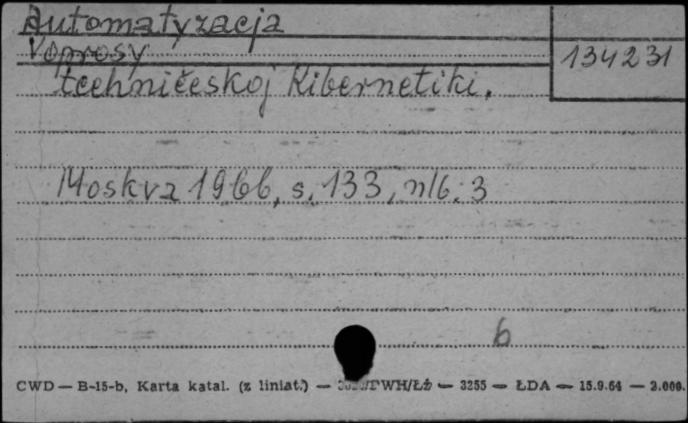 Automatyzacja
Voprosy
134231
techničeskoj Kibernetiki.
Moskva 1966, s. 133, nlb. 3
b
CWD — B-15-b, Karta katal. (z liniat.) — PWH/Łż — 3255 — ŁDA — 15.9.64 — 2.000.